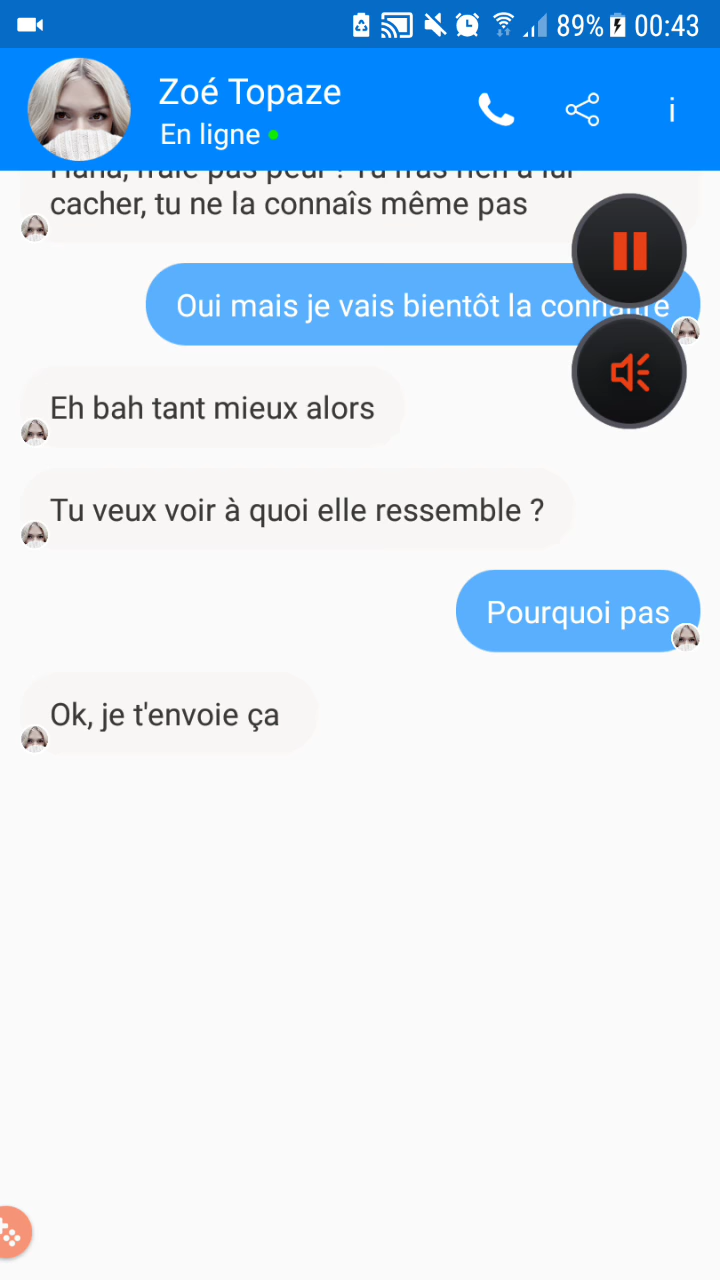 89% 00:43
Zoé Topaze
En ligne
cacher, tu ne la connaîs même pas
Oui mais je vais bientôt la connaître
Eh bah tant mieux alors
Tu veux voir à quoi elle ressemble ?
Pourquoi pas
Ok, je t'envoie ça